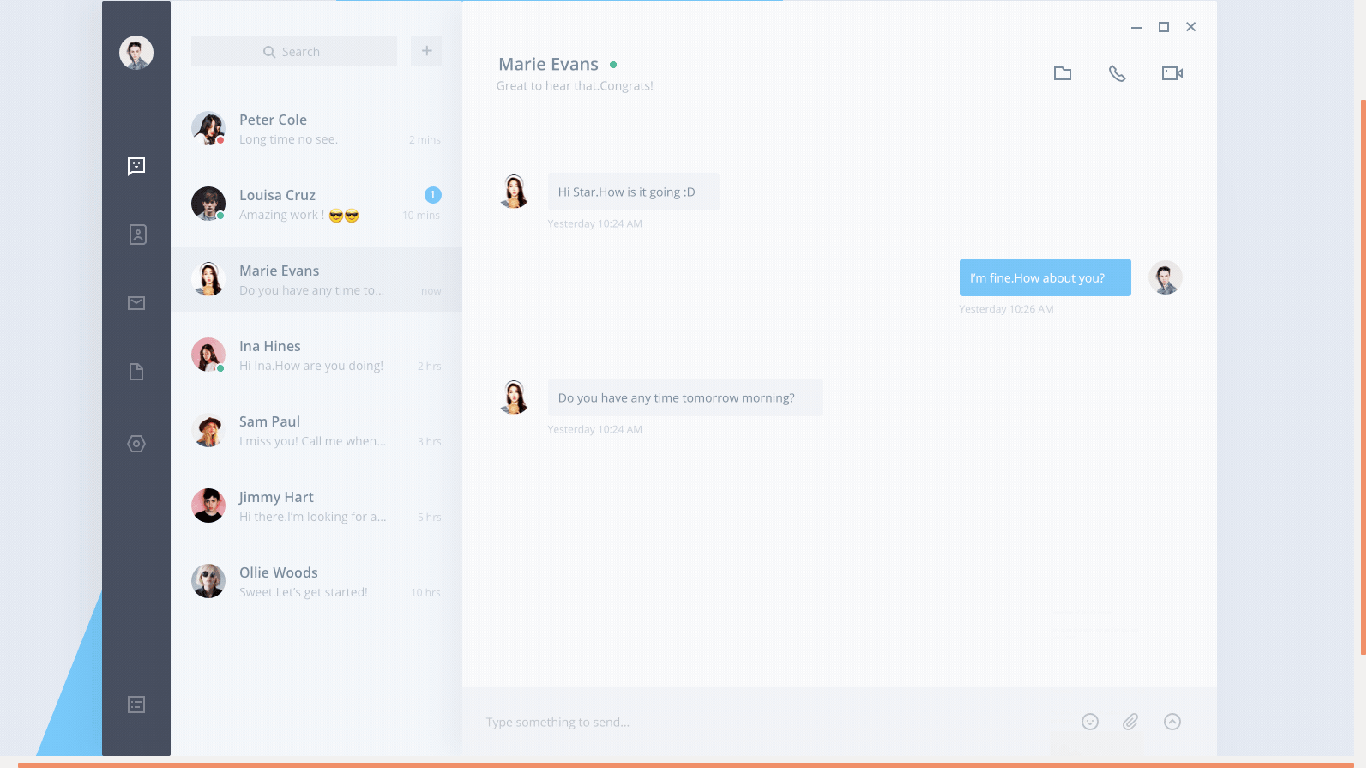 Search
+
Peter Cole
Long time no see.
2 mins
Louisa Cruz
1
Amazing work ! 😎😎
10 mins
Marie Evans
Do you have any time to..
now
Ina Hines
Hi Ina.How are you doing!
2 hrs
Sam Paul
I miss you! Call me when...
3 hrs
Jimmy Hart
Hi there.I'm looking for a...
5 hrs
Ollie Woods
Sweet Let's get started!
10 hrs
Marie Evans
Great to hear that.Congrats!
Hi Star.How is it going :D
Yesterday 10:24 AM
I'm fine.How about you?
Yesterday 10:26 AM
Do you have any time tomorrow morning?
Yesterday 10:24 AM
Type something to send...